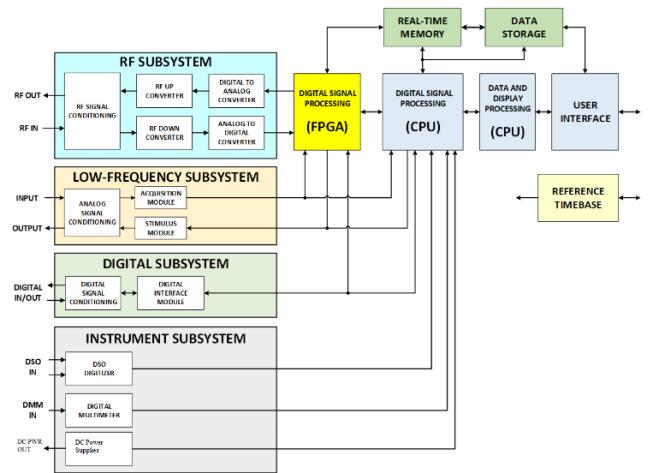 REAL-TIME
MEMORY
DATA
STORAGE
RF SUBSYSTEM
RF OUT
RF IN
RF SIGNAL
CONDITIONING
RF UP
CONVERTER
DIGITAL TO
ANALOG
CONVERTER
RF DOWN
CONVERTER
ANALOG TO
DIGITAL
CONVERTER
DIGITAL SIGNAL
PROCESSING
(FPGA)
DIGITAL SIGNAL
PROCESSING
(CPU)
DATA AND
DISPLAY
PROCESSING
(CPU)
USER
INTERFACE
LOW-FREQUENCY SUBSYSTEM
INPUT
OUTPUT
ANALOG
SIGNAL
CONDITIONING
ACQUISITION
MODULE
STIMULUS
MODULE
REFERENCE
TIMEBASE
DIGITAL SUBSYSTEM
DIGITAL
IN/OUT
DIGITAL
SIGNAL
CONDITIONING
DIGITAL
INTERFACE
MODULE
INSTRUMENT SUBSYSTEM
DSO
IN
DSO
DIGITIZER
DMM
IN
DIGITAL
MULTIMETER
DC PWR
OUT
DC Power
Supplies